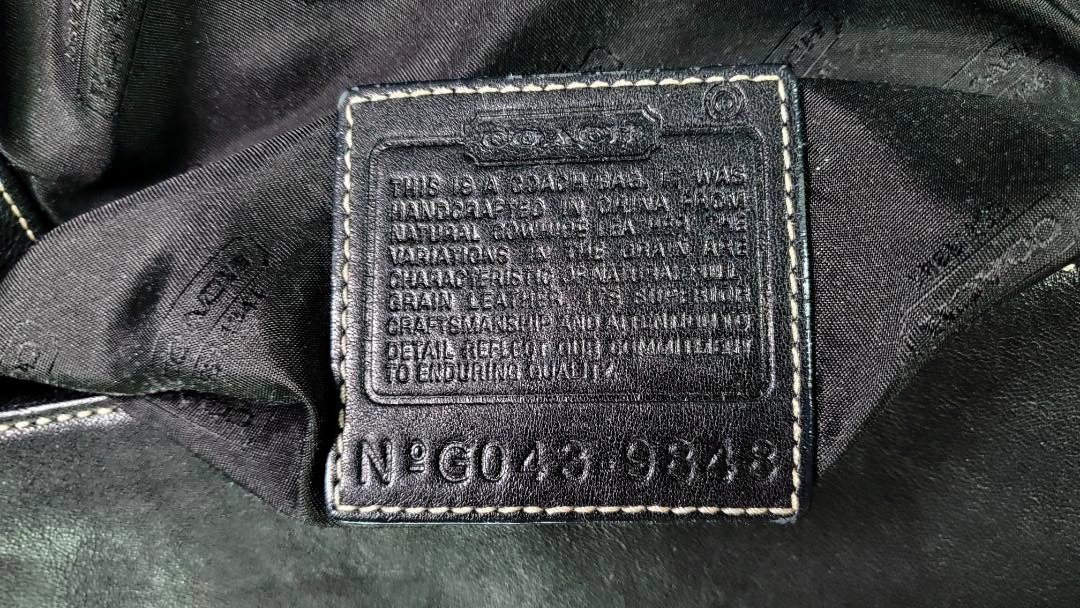 COACH
THIS IS A COACH BAG. IT WAS
HANDCRAFTED IN CHINA FROM
NATURAL COWHIDE LEATHER. THE
VARIATIONS IN THE GRAIN ARE
CHARACTERISTIC OF NATURAL FULL
GRAIN LEATHER. ITS SUPERIOR
CRAFTSMANSHIP AND ATTENTION TO
DETAIL REFLECT OUR COMMITMENT
TO ENDURING QUALITY.
Nº G043-9343